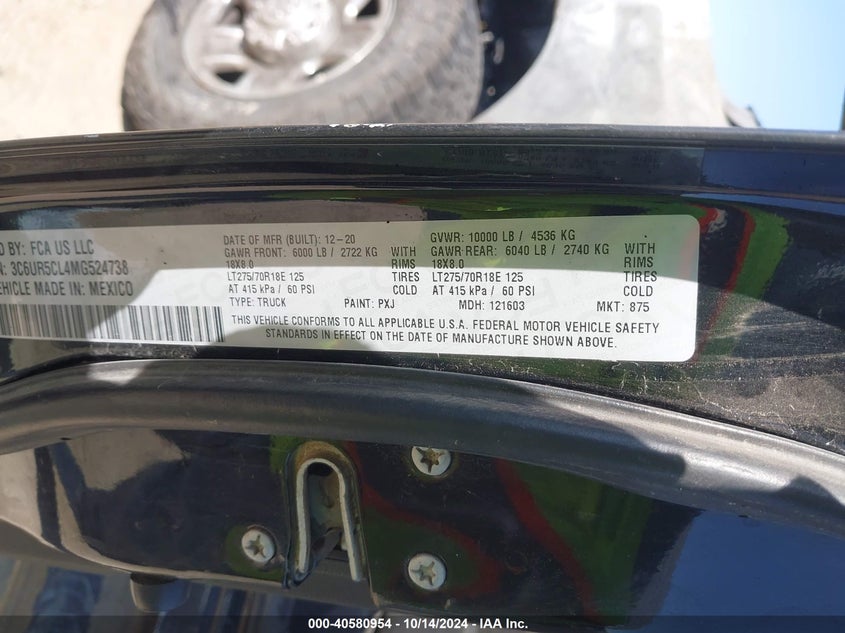 D BY: FCA US LLC
N: 3C6UR5CL4MG524738
VEHICLE MADE IN: MEXICO
DATE OF MFR (BUILT): 12-20 GVWR: 10000 LB / 4536 KG
GAWR FRONT: 6000 LB / 2722 KG WITH GAWR REAR: 6040 LB / 2740 KG WITH
18X8.0 RIMS 18X8.0 RIMS
LT275/70R18E 125 TIRES LT275/70R18E 125 TIRES
AT 415 kPa / 60 PSI COLD AT 415 kPa / 60 PSI COLD
TYPE: TRUCK PAINT: PXJ MDH: 121603 MKT: 875
THIS VEHICLE CONFORMS TO ALL APPLICABLE U.S.A. FEDERAL MOTOR VEHICLE SAFETY
STANDARDS IN EFFECT ON THE DATE OF MANUFACTURE SHOWN ABOVE.
000-40580954 - 10/14/2024 - IAA Inc.